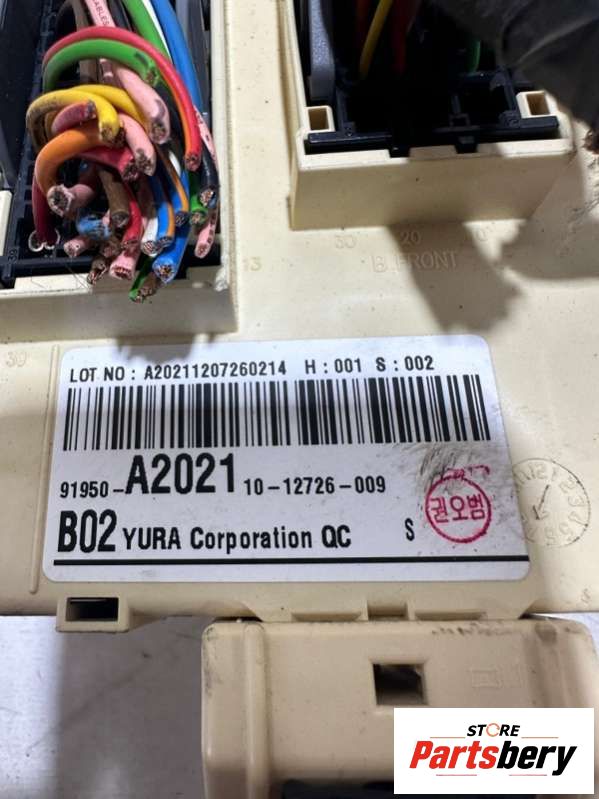 CABLES
30 20
B FRONT
13
30
LOT NO : A20211207260214 H : 001 S : 002
91950-A2021 10-12726-009
B02 YURA Corporation QC S
권오범
STORE
Partsbery